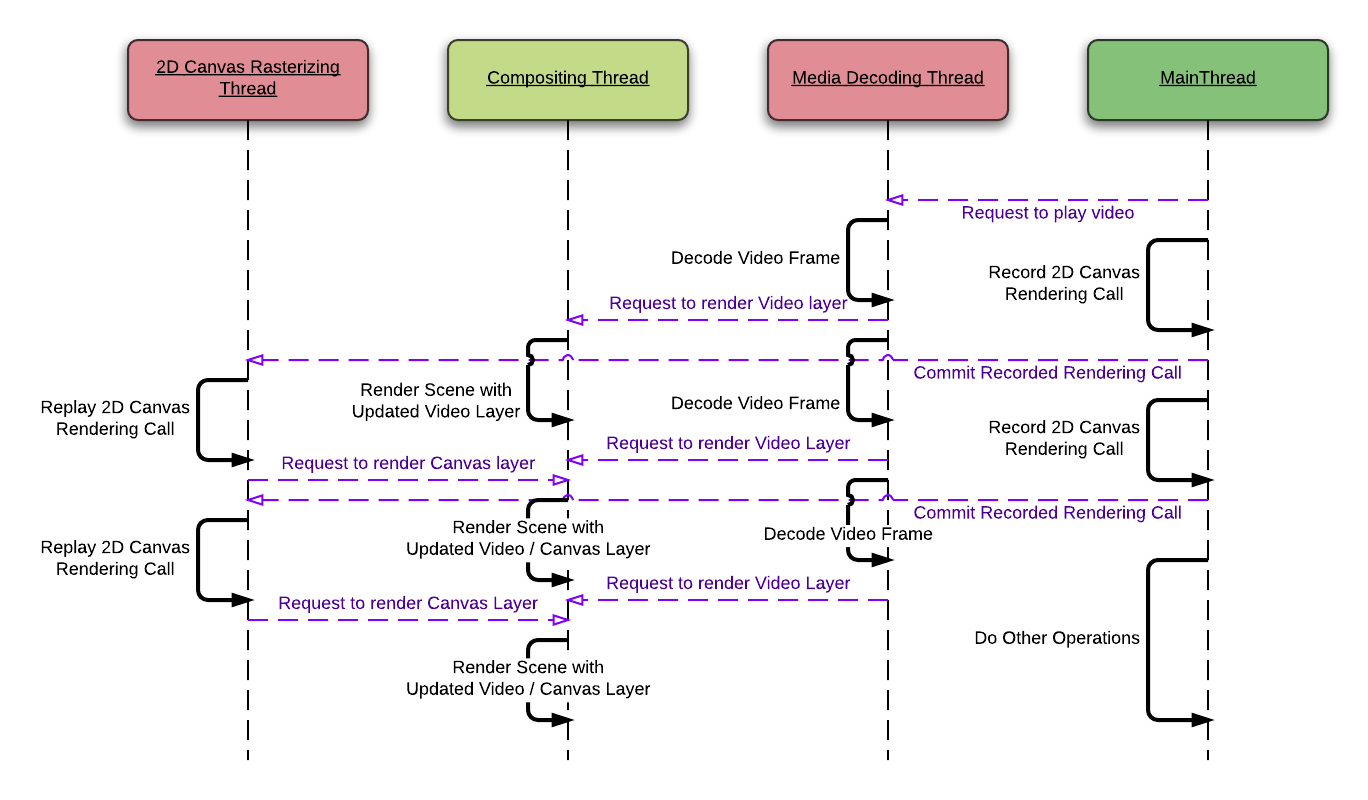 2D Canvas Rasterizing
Thread
Compositing Thread
Media Decoding Thread
MainThread
Request to play video
Decode Video Frame
Record 2D Canvas
Rendering Call
Request to render Video layer
Commit Recorded Rendering Call
Render Scene with
Updated Video Layer
Decode Video Frame
Replay 2D Canvas
Rendering Call
Record 2D Canvas
Rendering Call
Request to render Video Layer
Request to render Canvas layer
Commit Recorded Rendering Call
Render Scene with
Updated Video / Canvas Layer
Decode Video Frame
Replay 2D Canvas
Rendering Call
Request to render Video Layer
Request to render Canvas Layer
Do Other Operations
Render Scene with
Updated Video / Canvas Layer